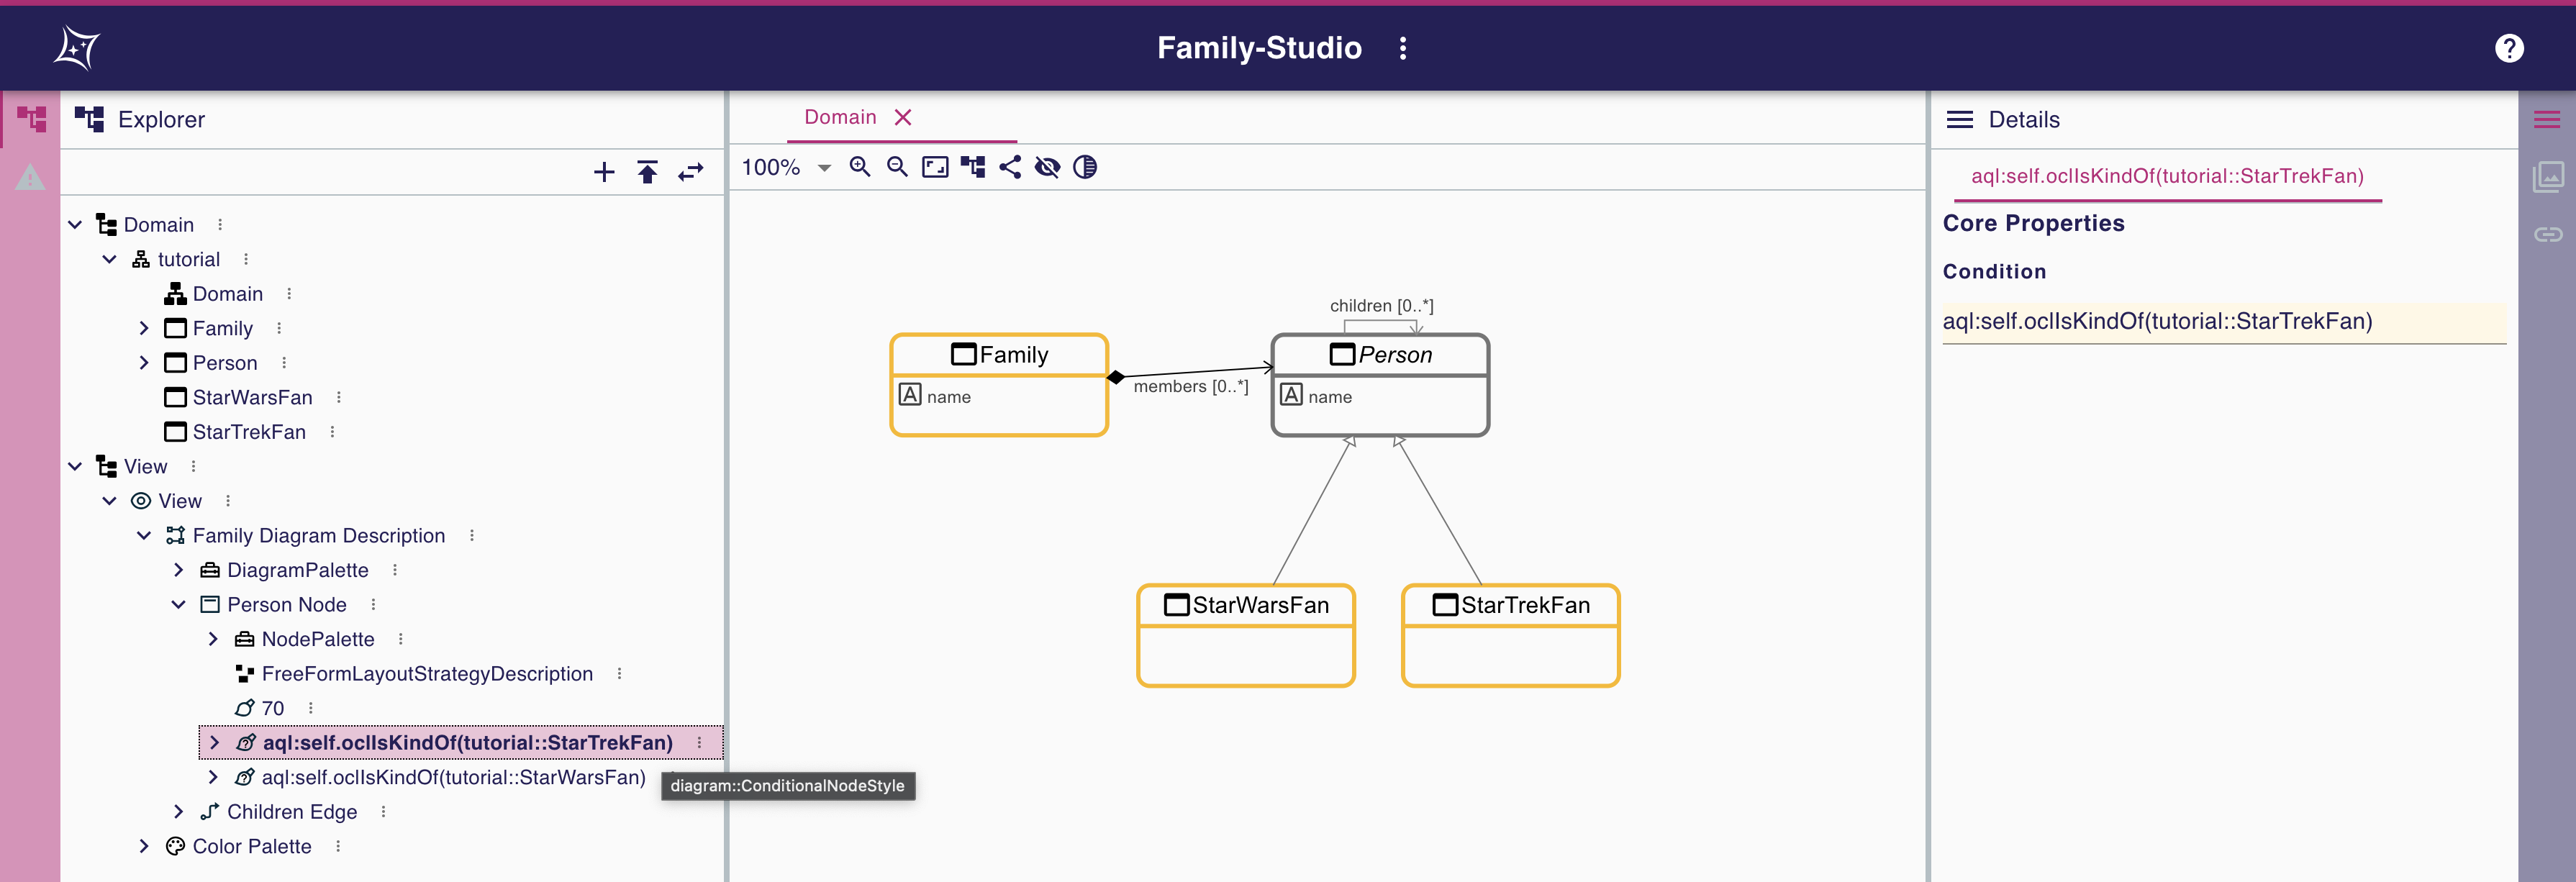 Family-Studio
Explorer
Domain
tutorial
Domain
Family
Person
StarWarsFan
StarTrekFan
View
View
Family Diagram Description
DiagramPalette
Person Node
NodePalette
FreeFormLayoutStrategyDescription
70
aql:self.oclIsKindOf(tutorial::StarTrekFan)
aql:self.oclIsKindOf(tutorial::StarWarsFan)
diagram::ConditionalNodeStyle
Children Edge
Color Palette
Domain
100%
children [0..*]
Family
Person
members [0..*]
A name
A name
StarWarsFan
StarTrekFan
Details
aql:self.oclIsKindOf(tutorial::StarTrekFan)
Core Properties
Condition
aql:self.oclIsKindOf(tutorial::StarTrekFan)